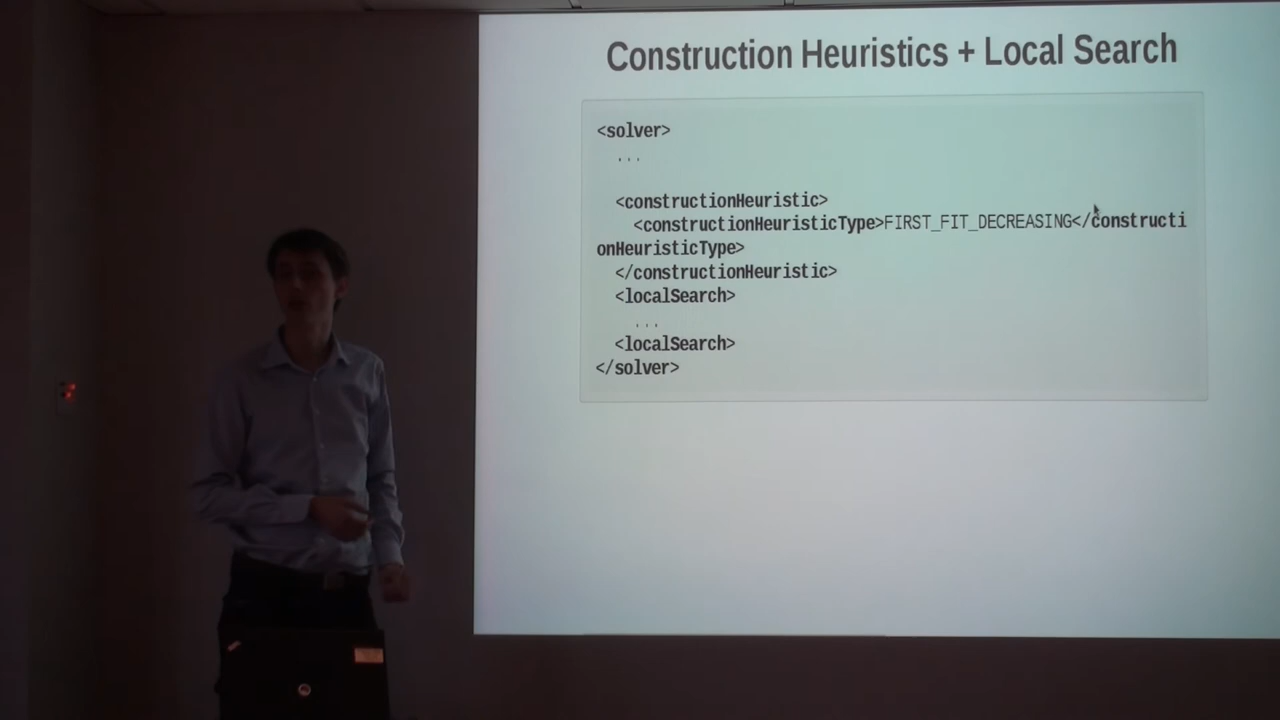 Construction Heuristics + Local Search
<solver>
...
<constructionHeuristic>
<constructionHeuristicType>FIRST_FIT_DECREASING</constructi
onHeuristicType>
</constructionHeuristic>
<localSearch>
...
<localSearch>
</solver>